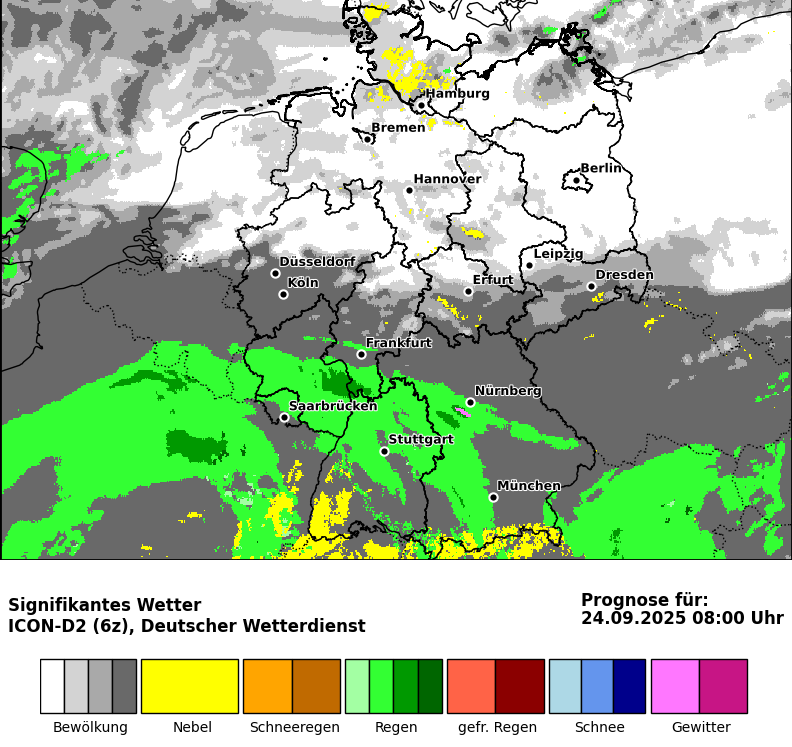 Hamburg
Bremen
Hannover
Berlin
Leipzig
Düsseldorf
Köln
Erfurt
Dresden
Frankfurt
Nürnberg
Saarbrücken
Stuttgart
München
Signifikantes Wetter
ICON-D2 (6z), Deutscher Wetterdienst
Prognose für:
24.09.2025 08:00 Uhr
Bewölkung Nebel Schneeregen Regen gefr. Regen Schnee Gewitter